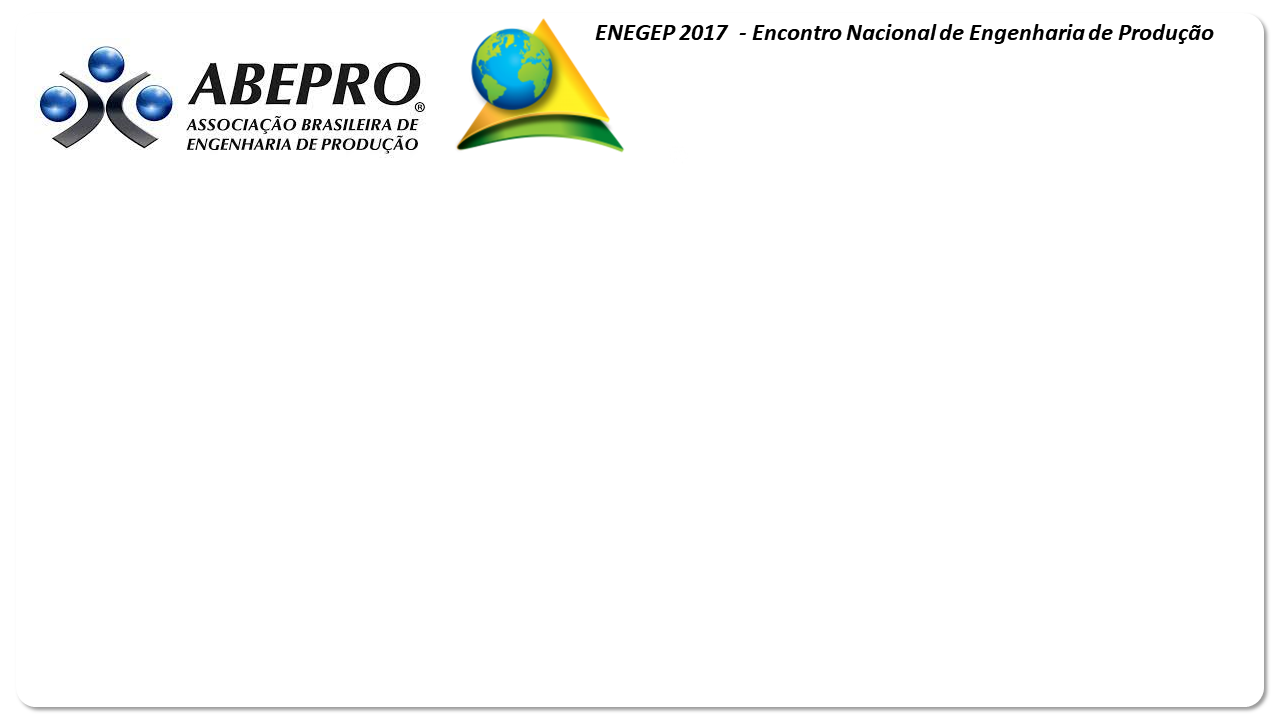 ENEGEP 2017 - Encontro Nacional de Engenharia de Produção
ABEPRO®
ASSOCIAÇÃO BRASILEIRA DE
ENGENHARIA DE PRODUÇÃO